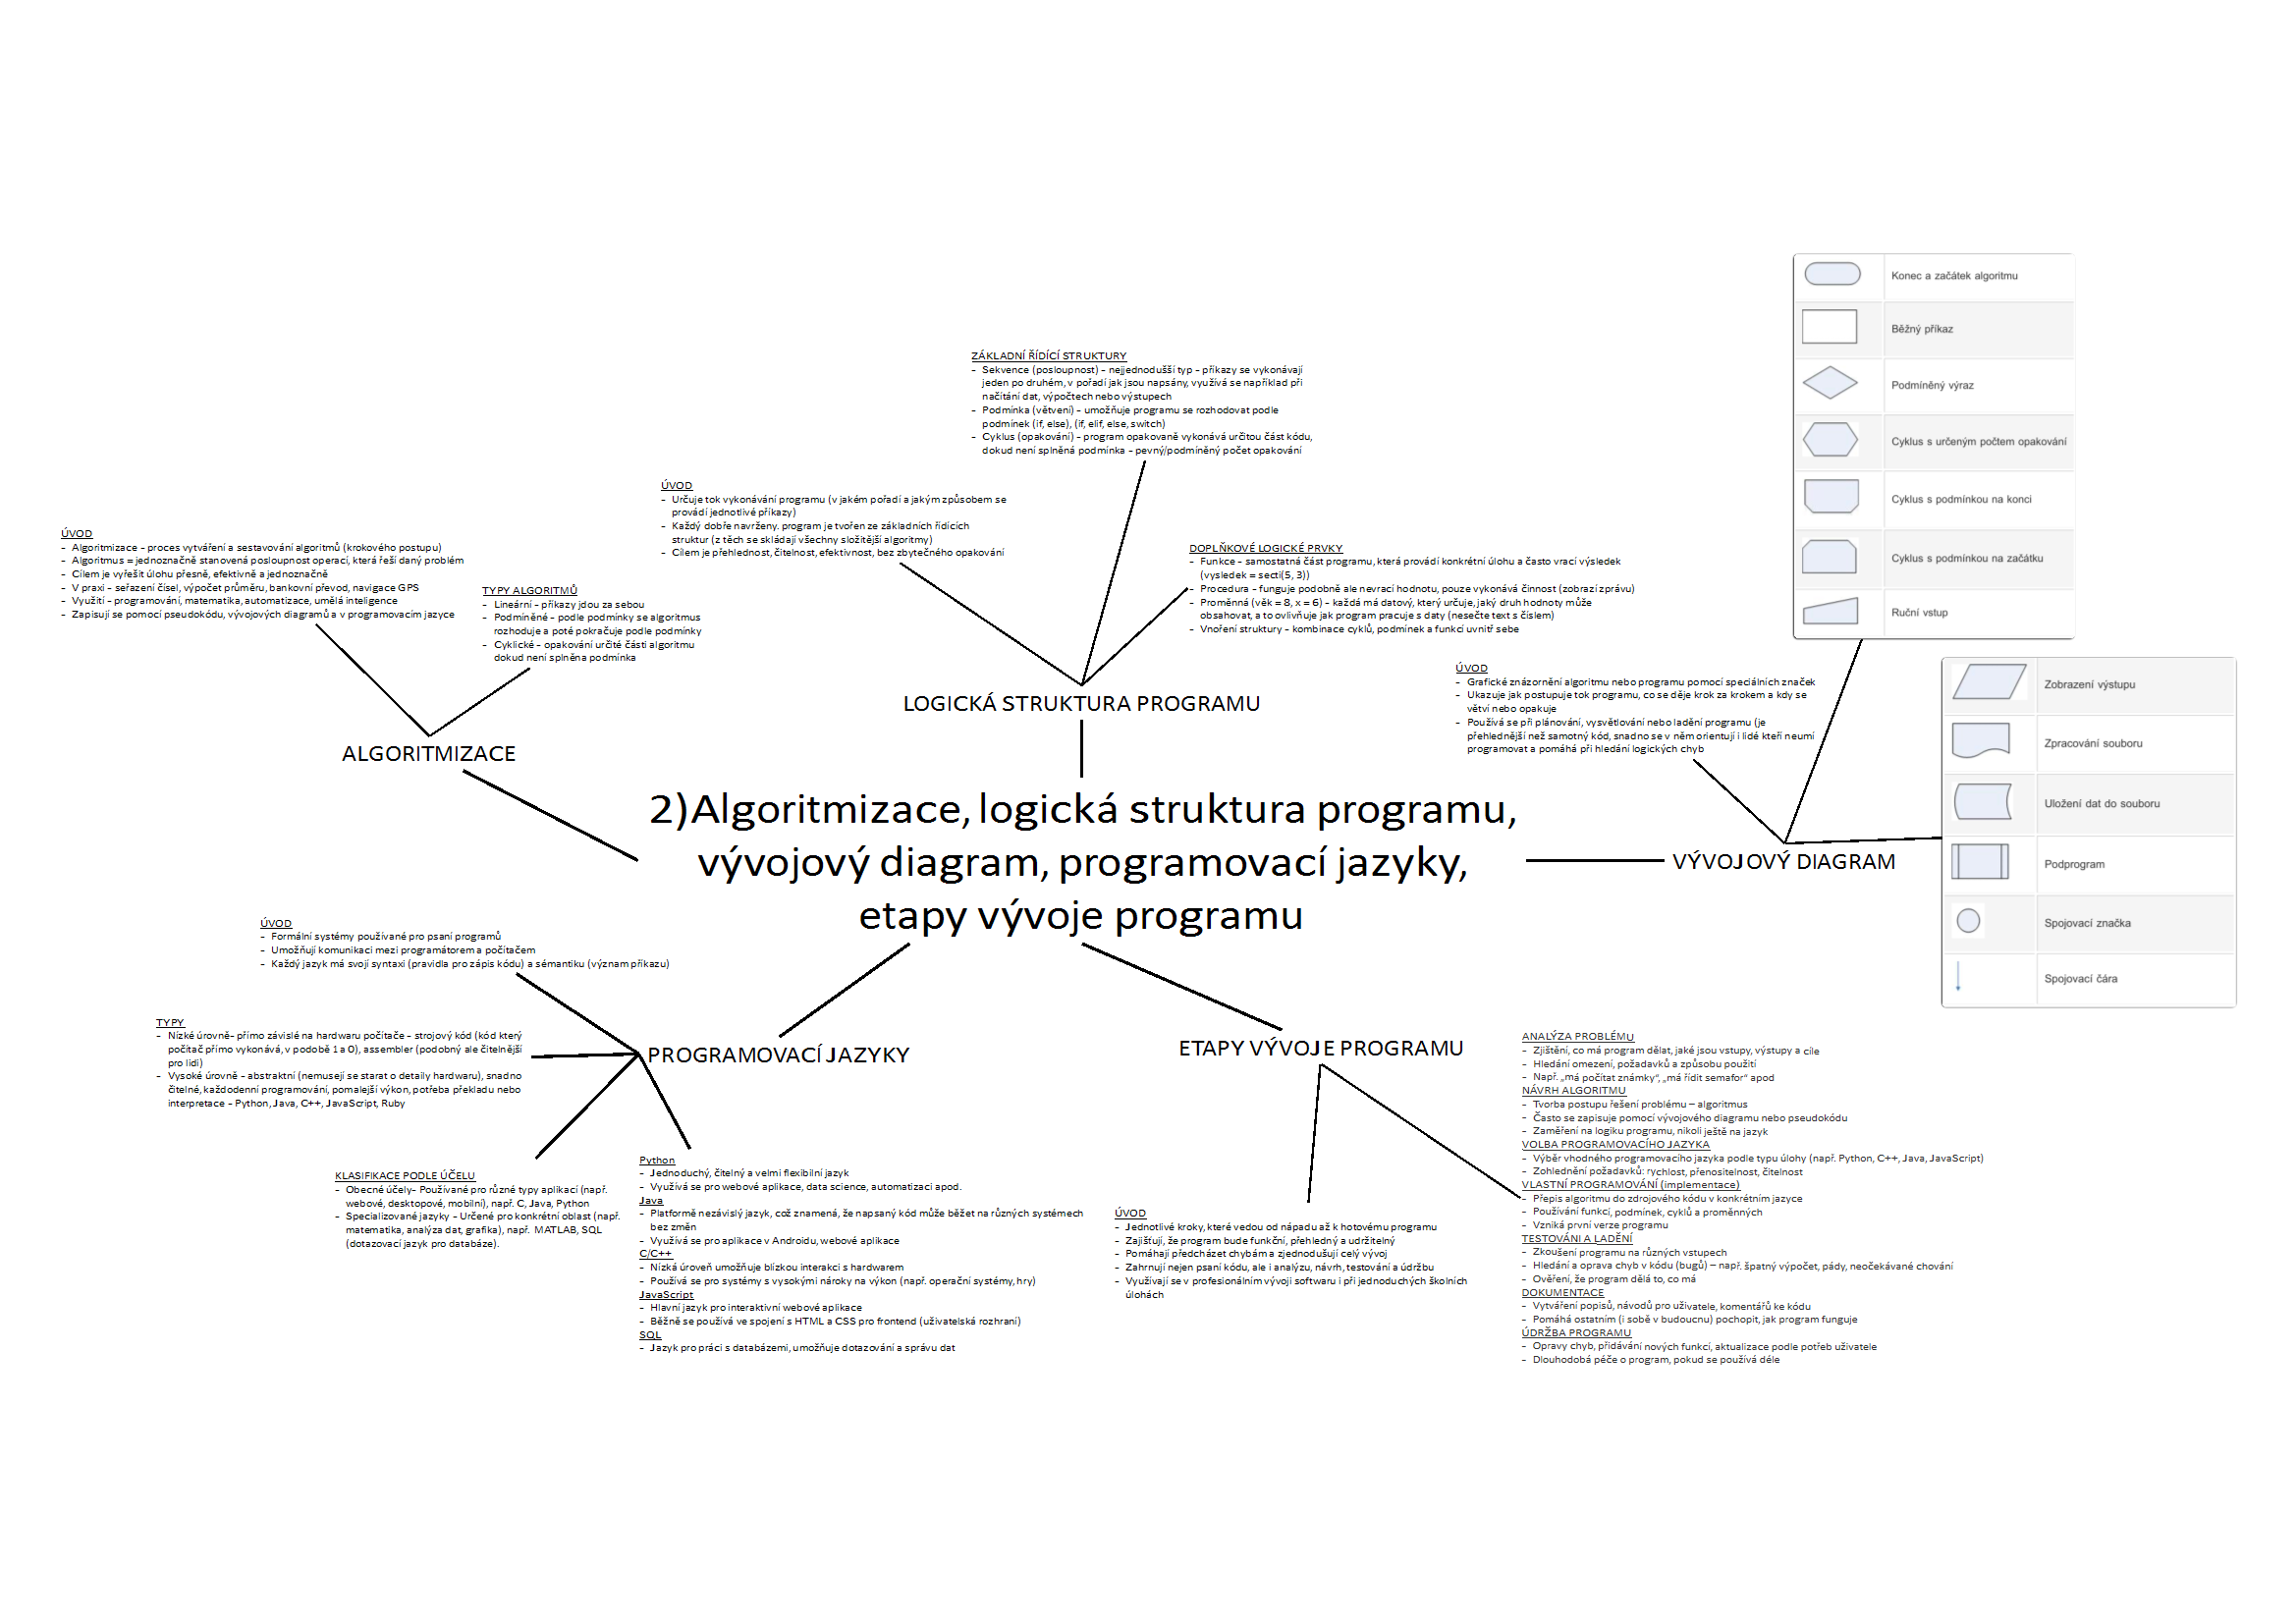 Konec a začátek algoritmu
Běžný příkaz
Podmíněný výraz
Cyklus s určeným počtem opakování
Cyklus s podmínkou na konci
Cyklus s podmínkou na začátku
Ruční vstup
ZÁKLADNÍ ŘÍDÍCÍ STRUKTURY
- Sekvence (posloupnost) – nejjednodušší typ – příkazy se vykonávají
jeden po druhém, v pořadí jak jsou napsány, využívá se například při
načítání dat, výpočtech nebo výstupech
- Podmínka (větvení) – umožňuje programu se rozhodovat podle
podmínek (if, else), (if, elif, else, switch)
- Cyklus (opakování) – program opakovaně vykonává určitou část kódu,
dokud není splněná podmínka – pevný/podmíněný počet opakování
ÚVOD
- Určuje tok vykonávání programu (v jakém pořadí a jakým způsobem se
provádí jednotlivé příkazy)
- Každý dobře navrženy. program je tvořen ze základních řídících
struktur (z těch se skládají všechny složitější algoritmy)
- Cílem je přehlednost, čitelnost, efektivnost, bez zbytečného opakování
DOPLŇKOVÉ LOGICKÉ PRVKY
- Funkce – samostatná část programu, která provádí konkrétní úlohu a často vrací výsledek
(vysledek = secti(5, 3))
- Procedura – funguje podobně ale nevrací hodnotu, pouze vykonává činnost (zobrazí zprávu)
- Proměnná (věk = 8, x = 6) – každá má datový, který určuje, jaký druh hodnoty může
obsahovat, a to ovlivňuje jak program pracuje s daty (nesečte text s číslem)
- Vnoření struktury – kombinace cyklů, podmínek a funkcí uvnitř sebe
LOGICKÁ STRUKTURA PROGRAMU
ÚVOD
- Algoritmizace – proces vytváření a sestavování algoritmů (krokového postupu)
- Algoritmus = jednoznačně stanovená posloupnost operací, která řeší daný problém
- Cílem je vyřešit úlohu přesně, efektivně a jednoznačně
- V praxi – seřazení čísel, výpočet průměru, bankovní převod, navigace GPS
- Využití – programování, matematika, automatizace, umělá inteligence
- Zapisují se pomocí pseudokódu, vývojových diagramů a v programovacím jazyce
TYPY ALGORITMŮ
- Lineární – příkazy jdou za sebou
- Podmíněné – podle podmínky se algoritmus
rozhoduje a poté pokračuje podle podmínky
- Cyklické – opakování určité části algoritmu
dokud není splněna podmínka
ALGORITMIZACE
ÚVOD
- Grafické znázornění algoritmu nebo programu pomocí speciálních značek
- Ukazuje jak postupuje tok programu, co se děje krok za krokem a kdy se
větví nebo opakuje
- Používá se při plánování, vysvětlování nebo ladění programu (je
přehlednější než samotný kód, snadno se v něm orientují i lidé kteří neumí
programovat a pomáhá při hledání logických chyb
Zobrazení výstupu
Zpracování souboru
Uložení dat do souboru
Podprogram
Spojovací značka
Spojovací čára
VÝVOJOVÝ DIAGRAM
2)Algoritmizace, logická struktura programu,
vývojový diagram, programovací jazyky,
etapy vývoje programu
ÚVOD
- Formální systémy používané pro psaní programů
- Umožňují komunikaci mezi programátorem a počítačem
- Každý jazyk má svojí syntaxi (pravidla pro zápis kódu) a sémantiku (význam příkazu)
TYPY
- Nízké úrovně– přímo závislé na hardwaru počítače – strojový kód (kód který
počítač přímo vykonává, v podobě 1 a 0), assembler (podobný ale čitelnější
pro lidi)
- Vysoké úrovně – abstraktní (nemusejí se starat o detaily hardwaru), snadno
čitelné, každodenní programování, pomalejší výkon, potřeba překladu nebo
interpretace – Python, Java, C++, JavaScript, Ruby
PROGRAMOVACÍ JAZYKY
KLASIFIKACE PODLE ÚČELU
- Obecné účely– Používané pro různé typy aplikací (např.
webové, desktopové, mobilní), např. C, Java, Python
- Specializované jazyky – Určené pro konkrétní oblast (např.
matematika, analýza dat, grafika), např. MATLAB, SQL
(dotazovací jazyk pro databáze).
Python
- Jednoduchý, čitelný a velmi flexibilní jazyk
- Využívá se pro webové aplikace, data science, automatizaci apod.
Java
- Platformě nezávislý jazyk, což znamená, že napsaný kód může běžet na různých systémech
bez změn
- Využívá se pro aplikace v Androidu, webové aplikace
C/C++
- Nízká úroveň umožňuje blízkou interakci s hardwarem
- Používá se pro systémy s vysokými nároky na výkon (např. operační systémy, hry)
JavaScript
- Hlavní jazyk pro interaktivní webové aplikace
- Běžně se používá ve spojení s HTML a CSS pro frontend (uživatelská rozhraní)
SQL
- Jazyk pro práci s databázemi, umožňuje dotazování a správu dat
ETAPY VÝVOJE PROGRAMU
ÚVOD
- Jednotlivé kroky, které vedou od nápadu až k hotovému programu
- Zajišťují, že program bude funkční, přehledný a udržitelný
- Pomáhají předcházet chybám a zjednodušují celý vývoj
- Zahrnují nejen psaní kódu, ale i analýzu, návrh, testování a údržbu
- Využívají se v profesionálním vývoji softwaru i při jednoduchých školních
úlohách
ANALÝZA PROBLÉMU
- Zjištění, co má program dělat, jaké jsou vstupy, výstupy a cíle
- Hledání omezení, požadavků a způsobu použití
- Např. „má počítat známky“, „má řídit semafor“ apod
NÁVRH ALGORITMU
- Tvorba postupu řešení problému – algoritmus
- Často se zapisuje pomocí vývojového diagramu nebo pseudokódu
- Zaměření na logiku programu, nikoli ještě na jazyk
VOLBA PROGRAMOVACÍHO JAZYKA
- Výběr vhodného programovacího jazyka podle typu úlohy (např. Python, C++, Java, JavaScript)
- Zohlednění požadavků: rychlost, přenositelnost, čitelnost
VLASTNÍ PROGRAMOVÁNÍ (implementace)
- Přepis algoritmu do zdrojového kódu v konkrétním jazyce
- Používání funkcí, podmínek, cyklů a proměnných
- Vzniká první verze programu
TESTOVÁNI A LADĚNÍ
- Zkoušení programu na různých vstupech
- Hledání a oprava chyb v kódu (bugů) – např. špatný výpočet, pády, neočekávané chování
- Ověření, že program dělá to, co má
DOKUMENTACE
- Vytváření popisů, návodů pro uživatele, komentářů ke kódu
- Pomáhá ostatním (i sobě v budoucnu) pochopit, jak program funguje
ÚDRŽBA PROGRAMU
- Opravy chyb, přidávání nových funkcí, aktualizace podle potřeb uživatele
- Dlouhodobá péče o program, pokud se používá déle